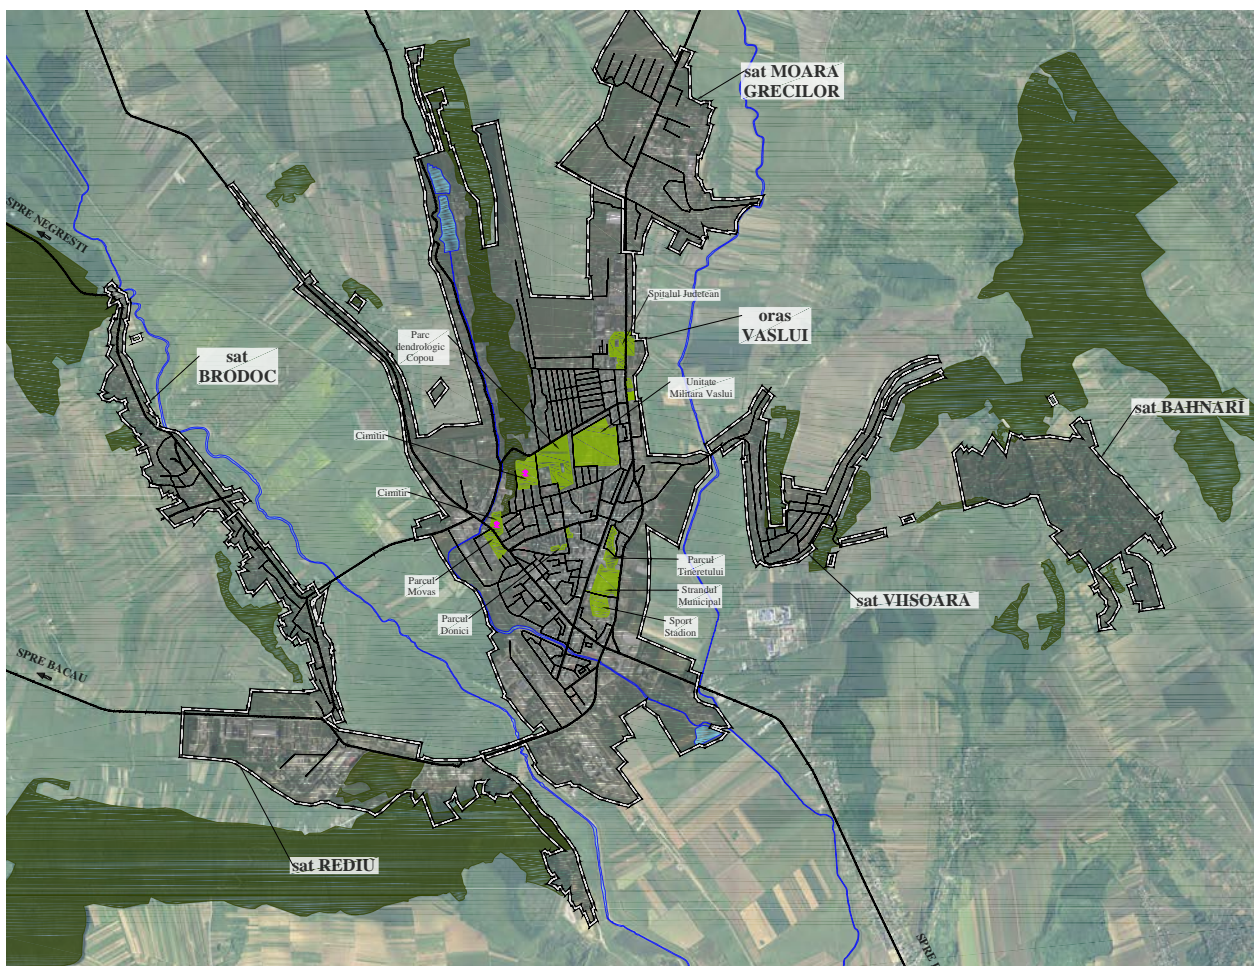 sat MOARA
GRECILOR
SPRE NEGRESTI
Spitalul Judetean
oras
VASLUI
Parc
dendrologic
Copou
sat
BRODOC
Unitate
Militara Vaslui
sat BAHNARI
Cimitir
Cimitir
Parcul
Movas
Parcul
Tineretului
Strandul
Municipal
sat VIISOARA
Parcul
Donici
Sport
Stadion
SPRE BACAU
sat REDIU
SPRE